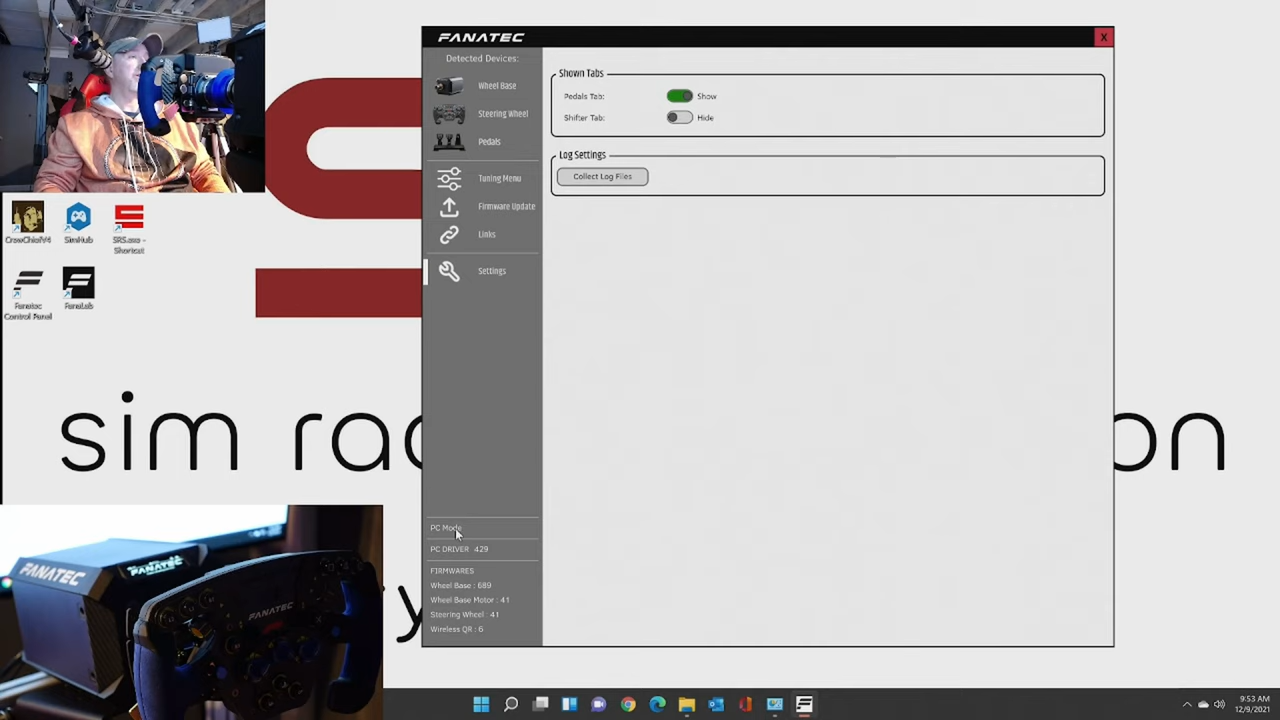 FANATEC
Detected Devices:
Wheel Base
Steering Wheel
Pedals
Tuning Menu
Firmware Update
Links
Settings
Shown Tabs
Pedals Tab: Show
Shifter Tab: Hide
Log Settings
Collect Log Files
PC Mode
PC DRIVER 429
FIRMWARES
Wheel Base : 689
Wheel Base Motor : 41
Steering Wheel : 41
Wireless QR : 6
CrewChiefV4
SimHub
SRS.exe -
Shortcut
Fanatec
Control Panel
FanaLab
sim rac
on
y
FANATEC
FANATEC
FANATEC
9:53 AM
12/9/2021